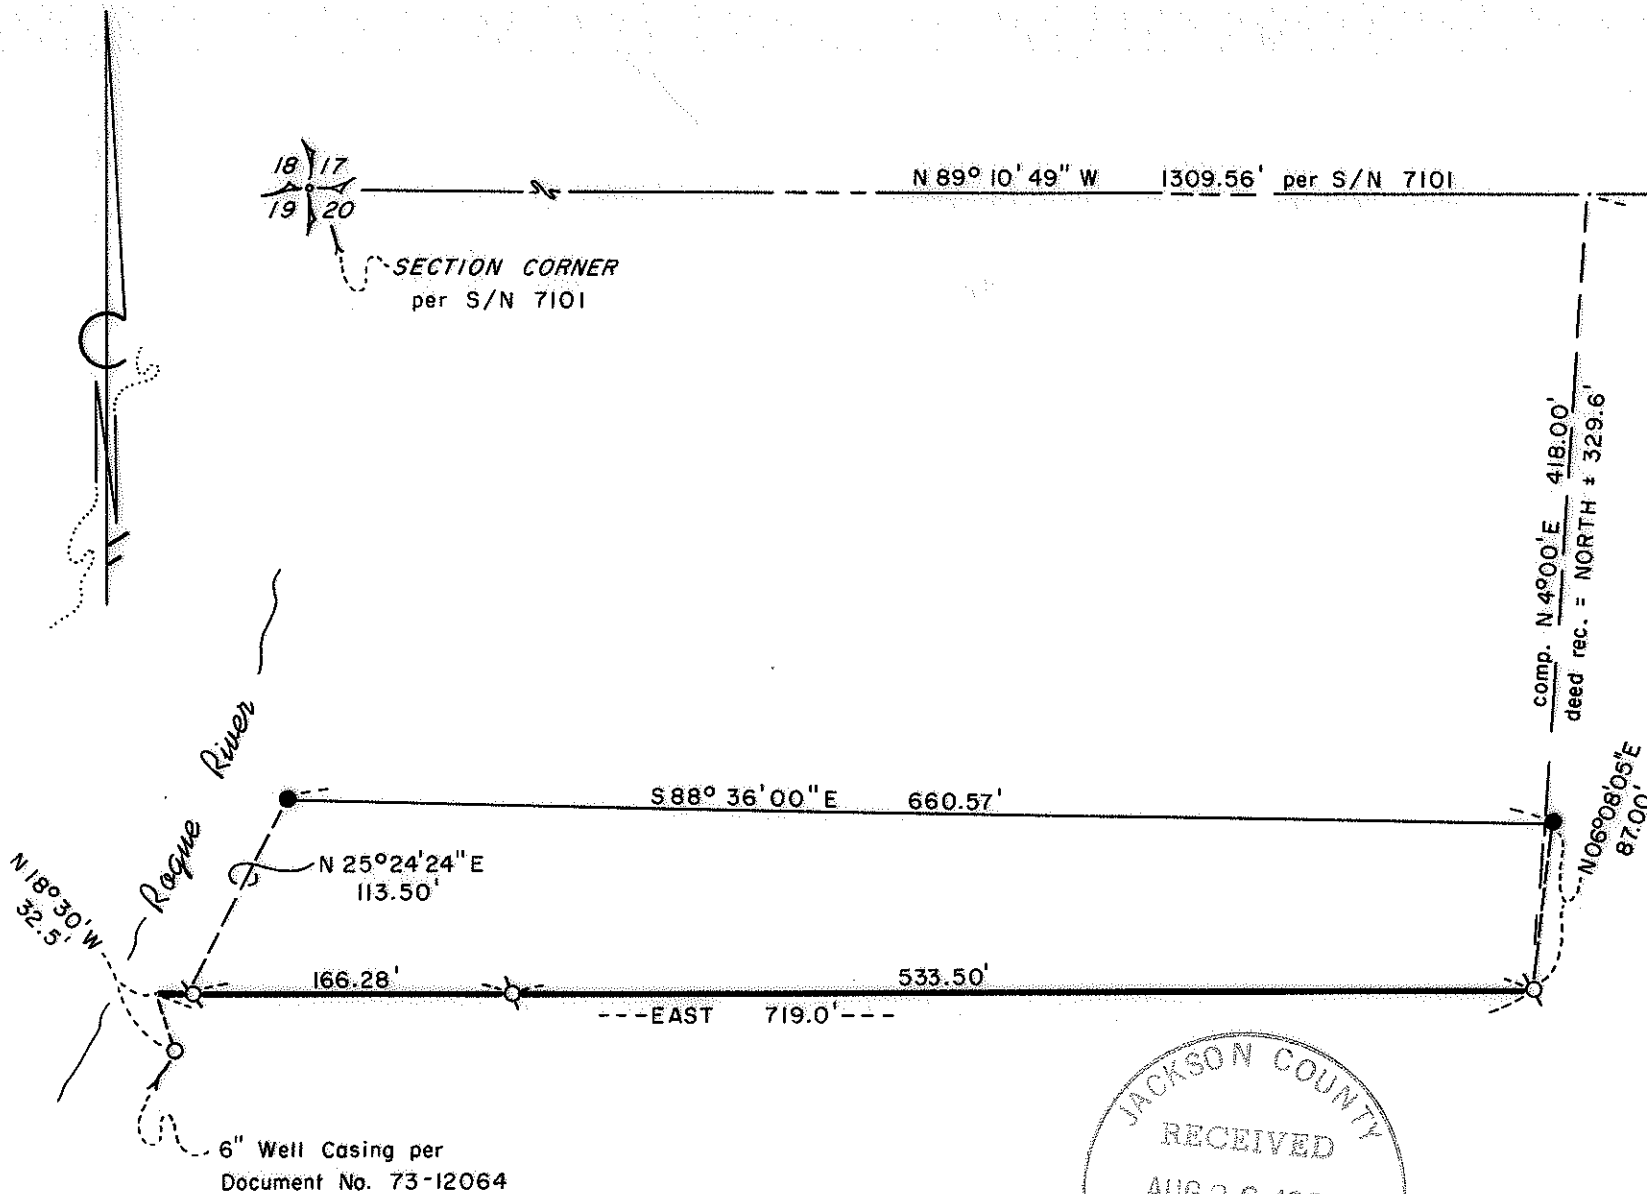 18 17
19 20
N 89° 10' 49" W 1309.56' per S/N 7101
SECTION CORNER
per S/N 7101
comp. N 4°00' E 418.00'
deed rec. = NORTH ± 329.6'
Rogue River
S 88° 36' 00" E 660.57'
N 06°08'05" E
87.00'
N 25°24'24" E
113.50'
N 18°30' W
32.5'
166.28'
533.50'
---EAST 719.0'---
6" Well Casing per
Document No. 73-12064
JACKSON COUNTY
RECEIVED
AUG